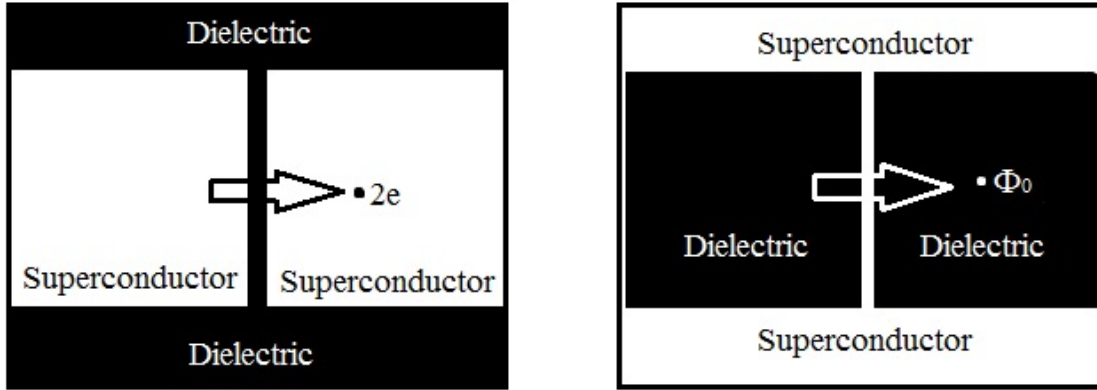 Dielectric
2e
Superconductor Superconductor
Dielectric
Superconductor
Φ₀
Dielectric Dielectric
Superconductor